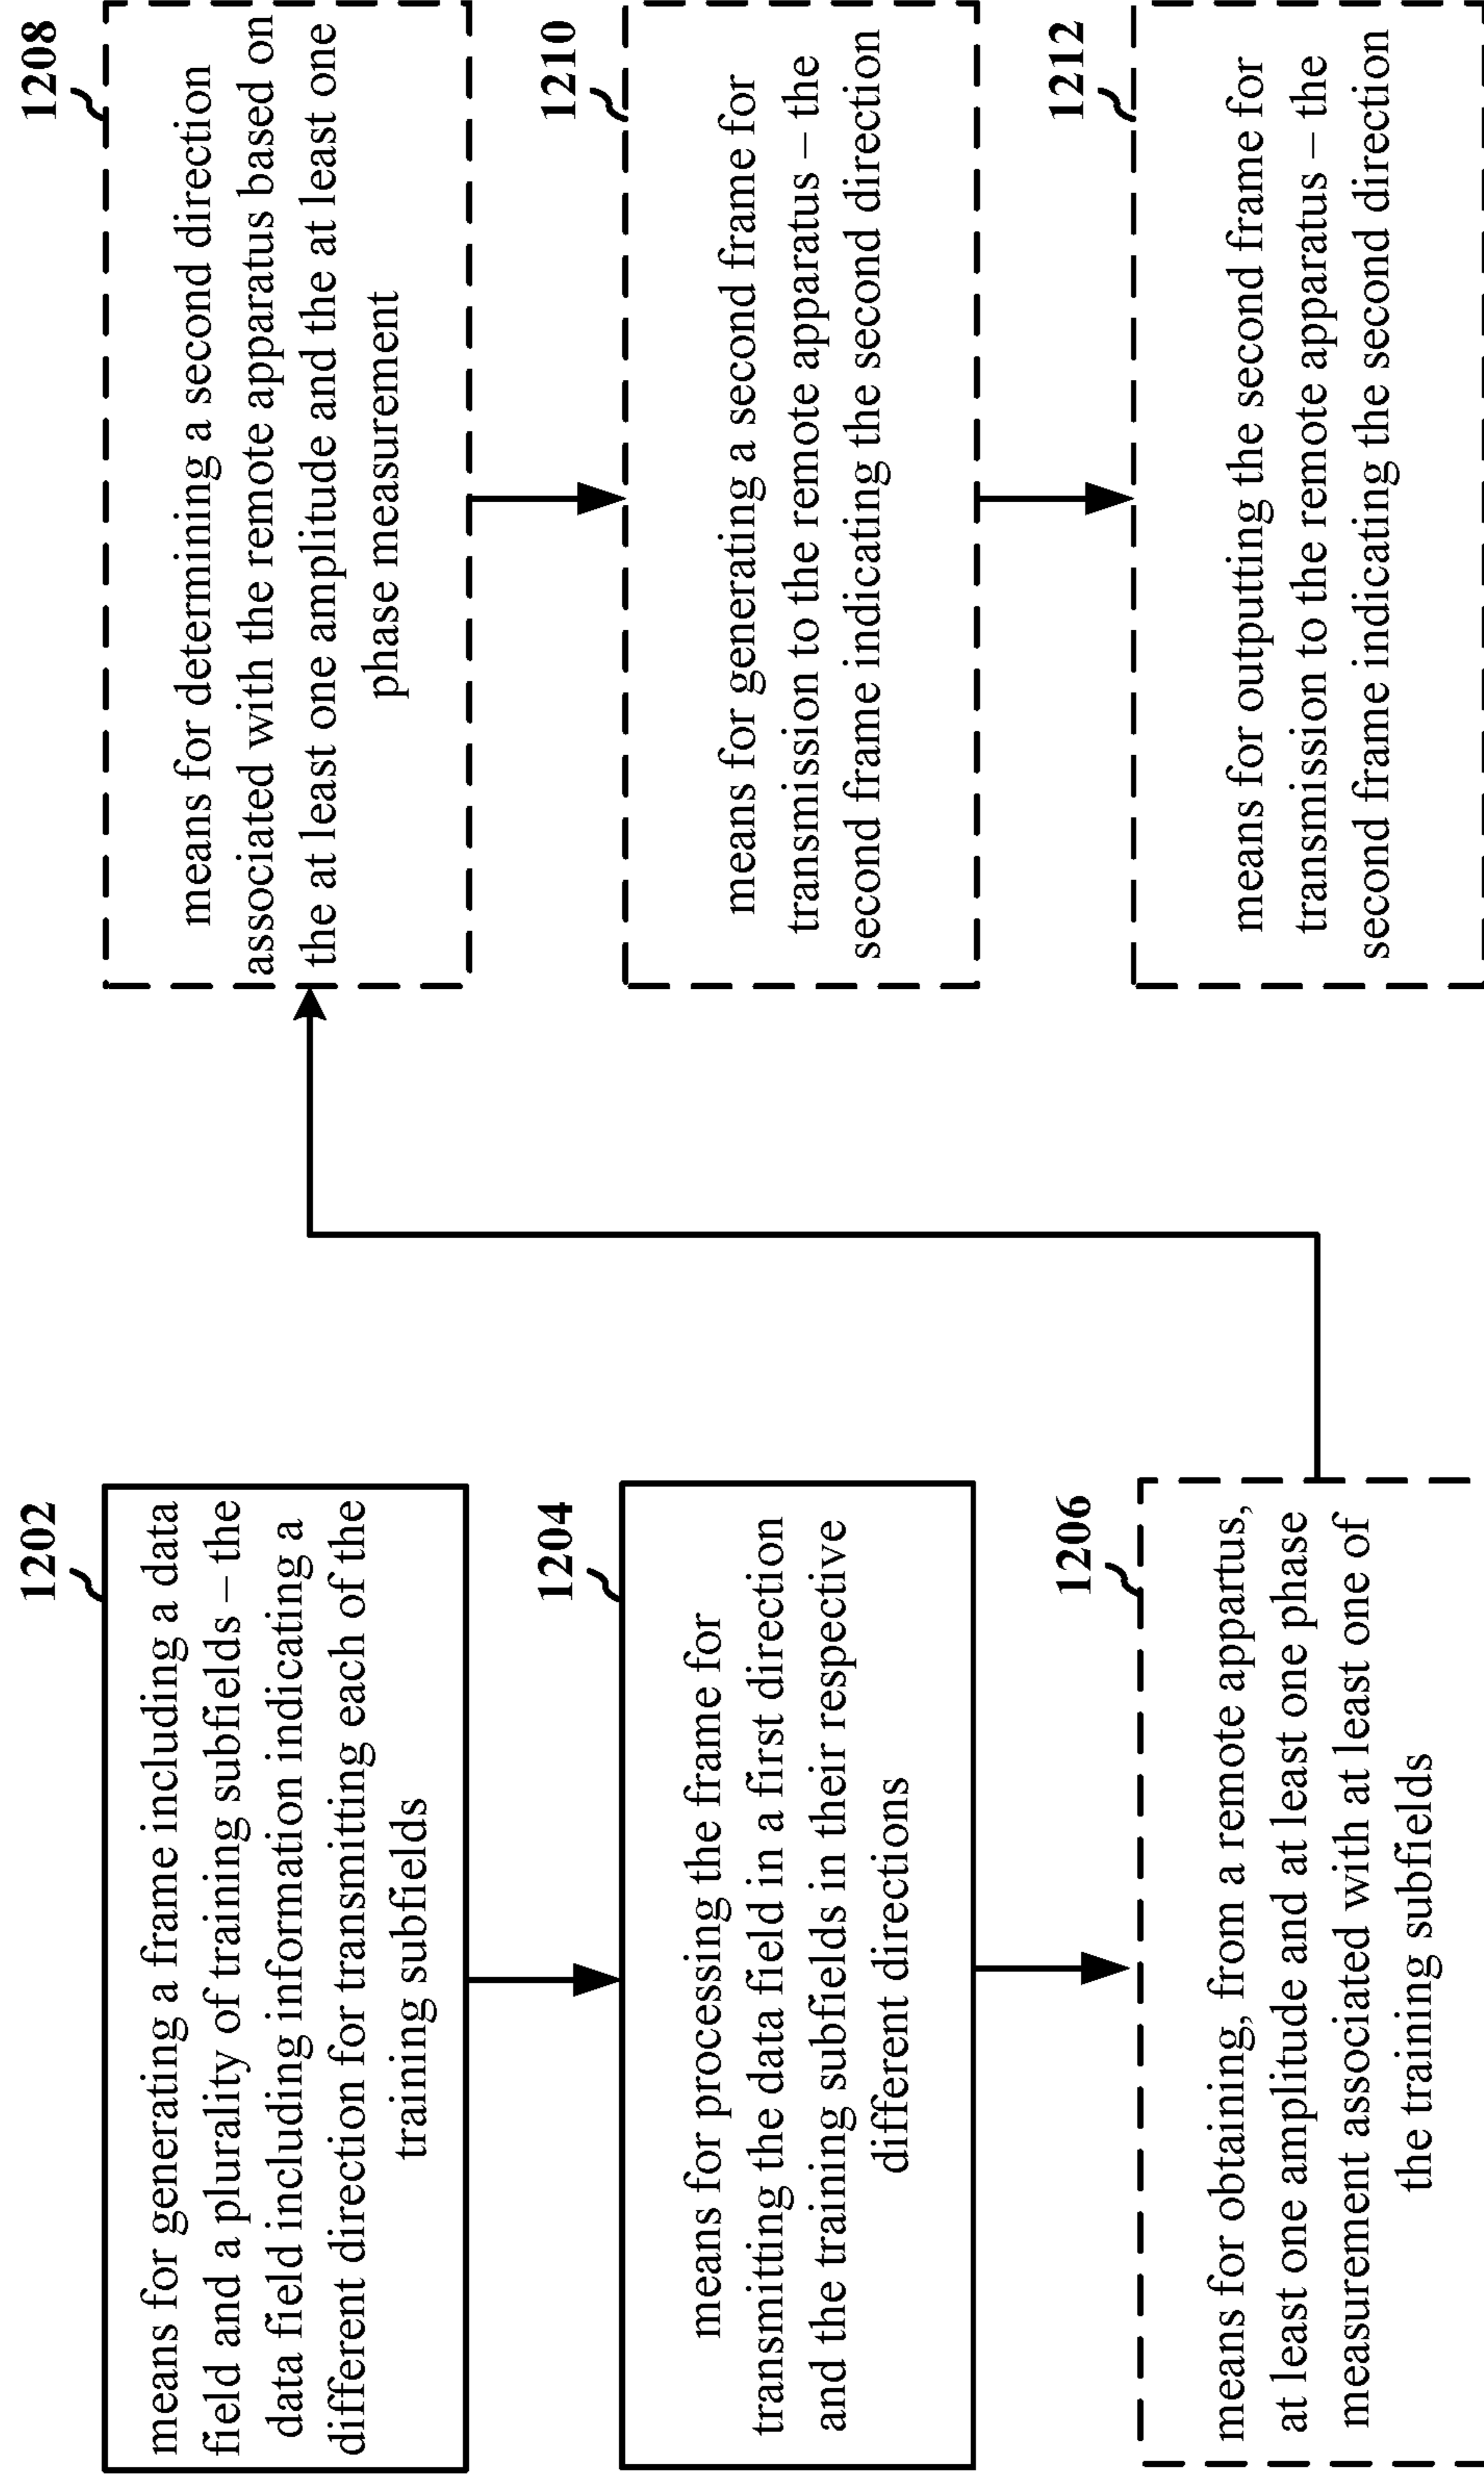 1202
means for generating a frame including a data
field and a plurality of training subfields – the
data field including information indicating a
different direction for transmitting each of the
training subfields
1204
means for processing the frame for
transmitting the data field in a first direction
and the training subfields in their respective
different directions
1206
means for obtaining, from a remote appartus,
at least one amplitude and at least one phase
measurement associated with at least one of
the training subfields
1208
means for determining a second direction
associated with the remote apparatus based on
the at least one amplitude and the at least one
phase measurement
1210
means for generating a second frame for
transmission to the remote apparatus – the
second frame indicating the second direction
1212
means for outputting the second frame for
transmission to the remote apparatus – the
second frame indicating the second direction